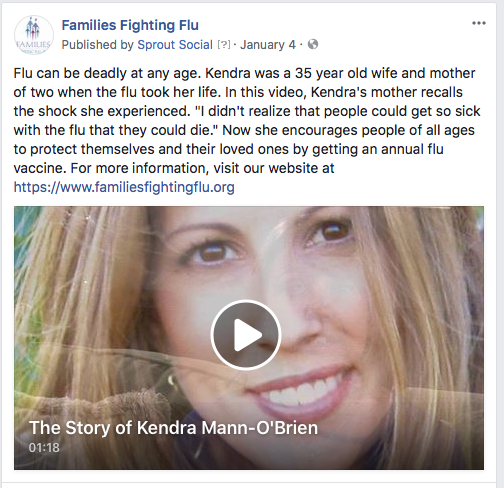 Families Fighting Flu
Published by Sprout Social [?] · January 4 ·
Flu can be deadly at any age. Kendra was a 35 year old wife and mother
of two when the flu took her life. In this video, Kendra's mother recalls
the shock she experienced. "I didn't realize that people could get so sick
with the flu that they could die." Now she encourages people of all ages
to protect themselves and their loved ones by getting an annual flu
vaccine. For more information, visit our website at
https://www.familiesfightingflu.org
The Story of Kendra Mann-O'Brien
01:18